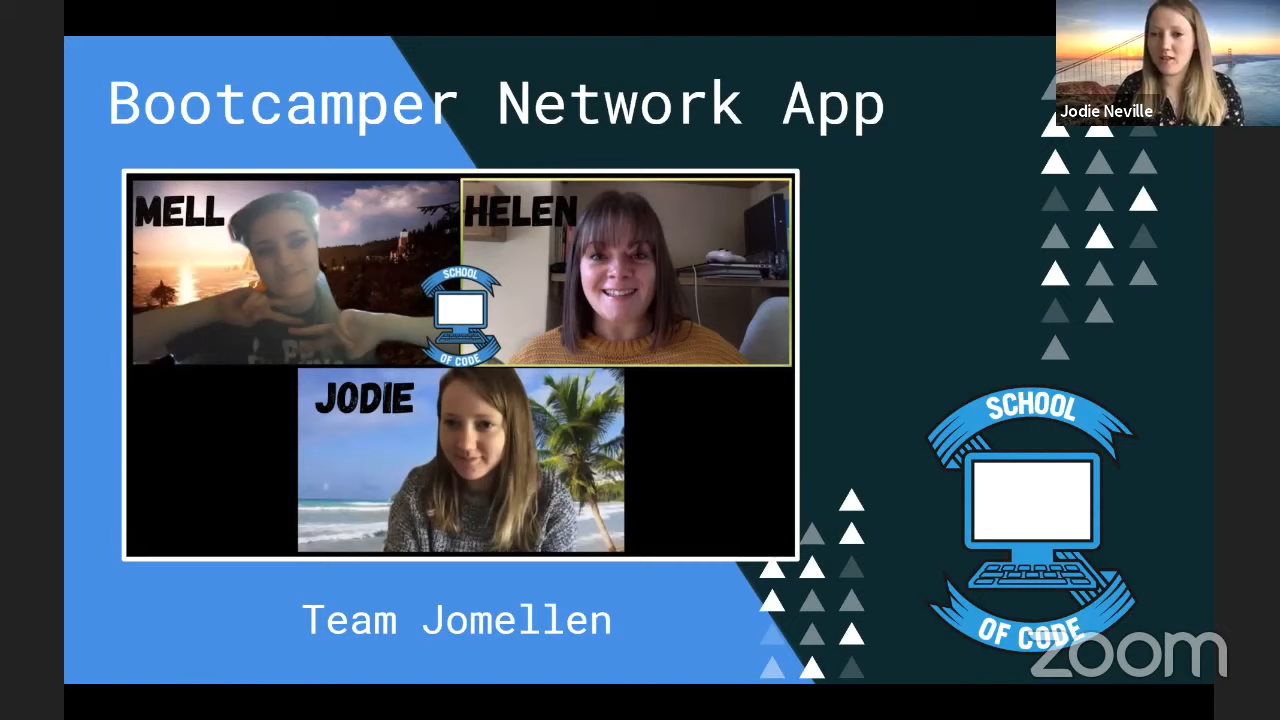 Bootcamper Network App
Jodie Neville
MELL
HELEN
SCHOOL
OF CODE
JODIE
SCHOOL
OF CODE
Team Jomellen
zoom